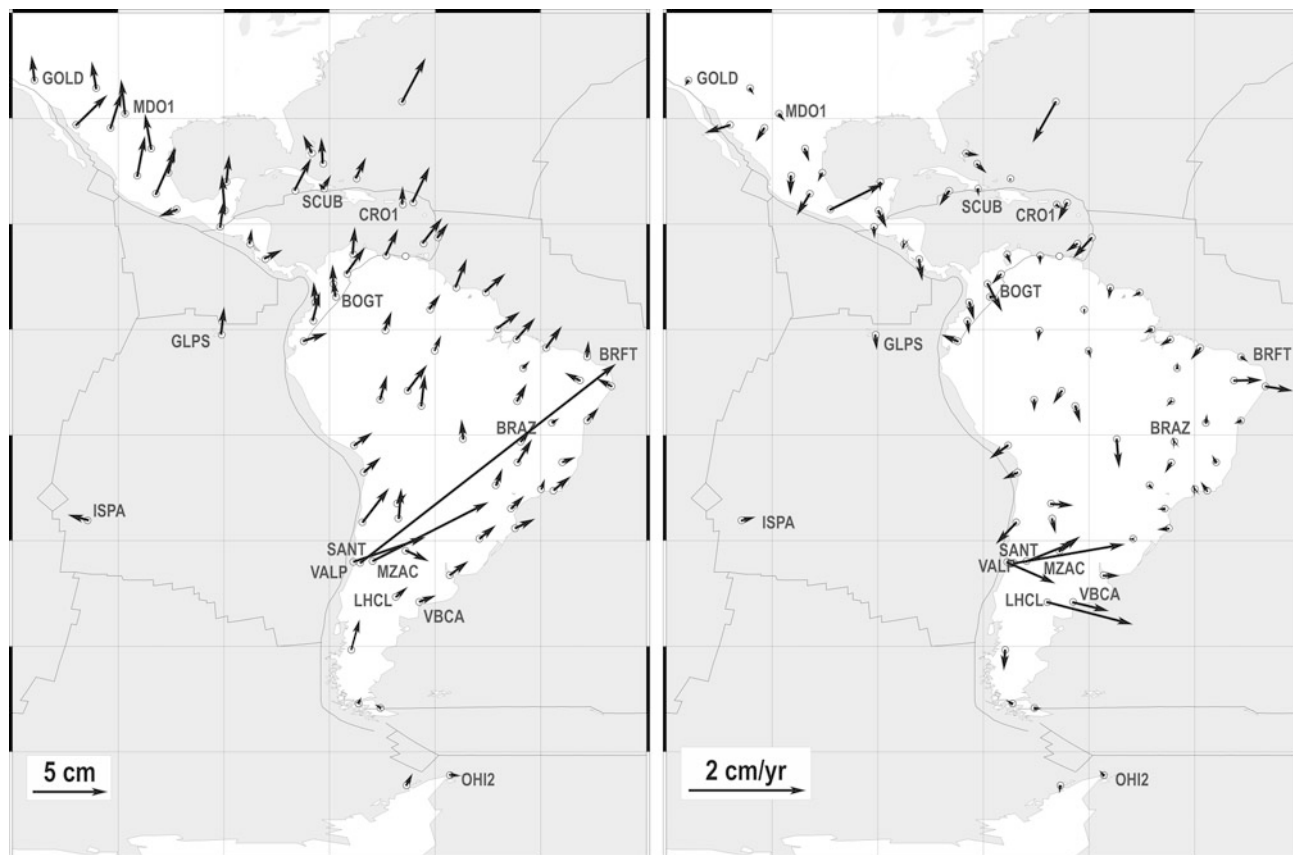 GOLD
MDO1
SCUB
CRO1
BOGT
GLPS
BRFT
BRAZ
ISPA
SANT
VALP
MZAC
LHCL
VBCA
5 cm
OHI2
GOLD
MDO1
SCUB
CRO1
BOGT
GLPS
BRFT
BRAZ
ISPA
SANT
VALP
MZAC
LHCL
VBCA
2 cm/yr
OHI2